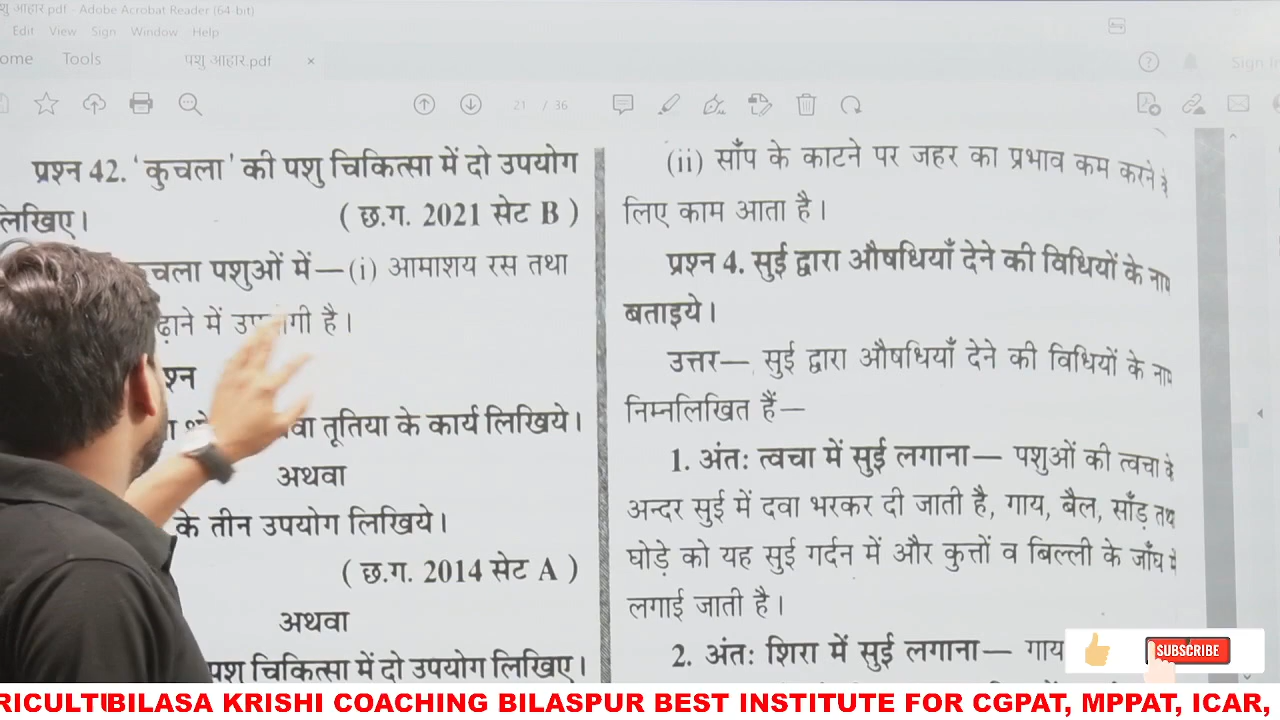 पशु आहार.pdf - Adobe Acrobat Reader (64-bit)
Edit View Sign Window Help
Tools
पशु आहार.pdf ×
21 / 36
Sign
प्रश्न 42. 'कुचला' की पशु चिकित्सा में दो उपयोग
लिखिए।
( छ.ग. 2021 सेट B )
पशुओं में—(i) आमाशय रस तथा
में है।
तूतिया के कार्य लिखिये।
अथवा
के तीन उपयोग लिखिये।
( छ.ग. 2014 सेट A )
अथवा
पशु चिकित्सा में दो उपयोग लिखिए।
(ii) साँप के काटने पर जहर का प्रभाव कम करने
लिए काम आता है।
प्रश्न 4. सुई द्वारा औषधियाँ देने की विधियों के
बताइये।
उत्तर— सुई द्वारा औषधियाँ देने की विधियों के
निम्नलिखित हैं—
1. अंत: त्वचा में सुई लगाना— पशुओं की त्वचा
अन्दर सुई में दवा भरकर दी जाती है, गाय, बैल, साँड़
घोड़े को यह सुई गर्दन में और कुत्तों व बिल्ली के जाँघ
लगाई जाती है।
2. अंत: शिरा में सुई लगाना— गाय
SUBSCRIBE
BILASA KRISHI COACHING BILASPUR BEST INSTITUTE FOR CGPAT, MPPAT, ICAR,